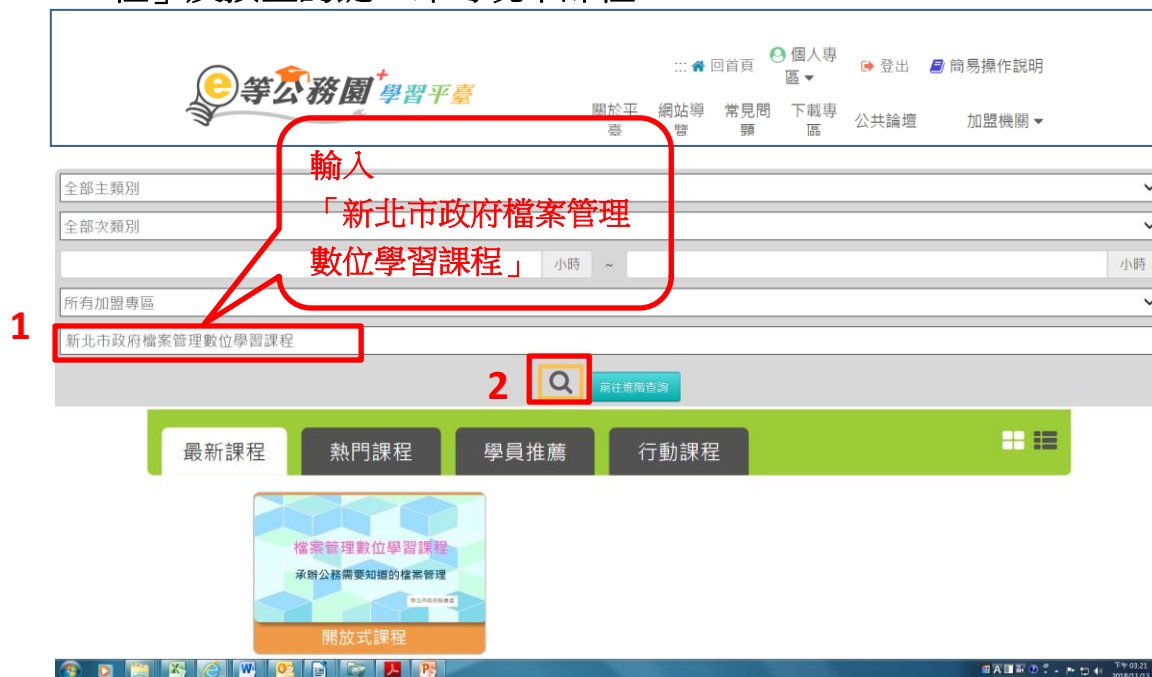 e等公務園+學習平臺
::: 回首頁
個人專
區
登出
簡易操作說明
關於平
臺
網站導
覽
常見問
題
下載專
區
公共論壇
加盟機關
輸入
「新北市政府檔案管理
數位學習課程」
全部主類別
全部次類別
小時 ~ 小時
所有加盟專區
1
新北市政府檔案管理數位學習課程
2
前往進階查詢
最新課程
熱門課程
學員推薦
行動課程
檔案管理數位學習課程
承辦公務需要知道的檔案管理
開放式課程
下午 03:21
2018/11/13